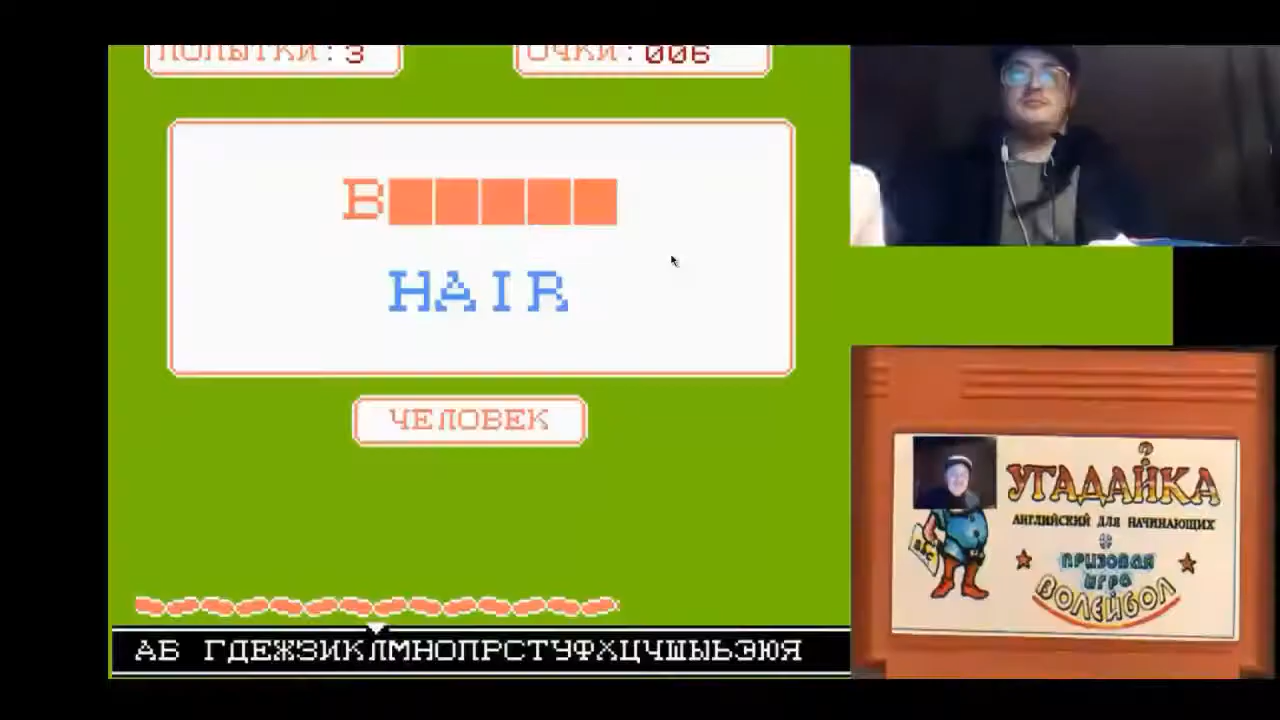 ПОПЫТКИ:3
ОЧКИ:006
В
HAIR
ЧЕЛОВЕК
АБ ГДЕЖЗИКЛМНОПРСТУФХЦЧШЫЬЭЮЯ
УГАДАЙКА
АНГЛИЙСКИЙ ДЛЯ НАЧИНАЮЩИХ
ПРИЗОВАЯ
ИГРА
ВОЛЕЙБОЛ